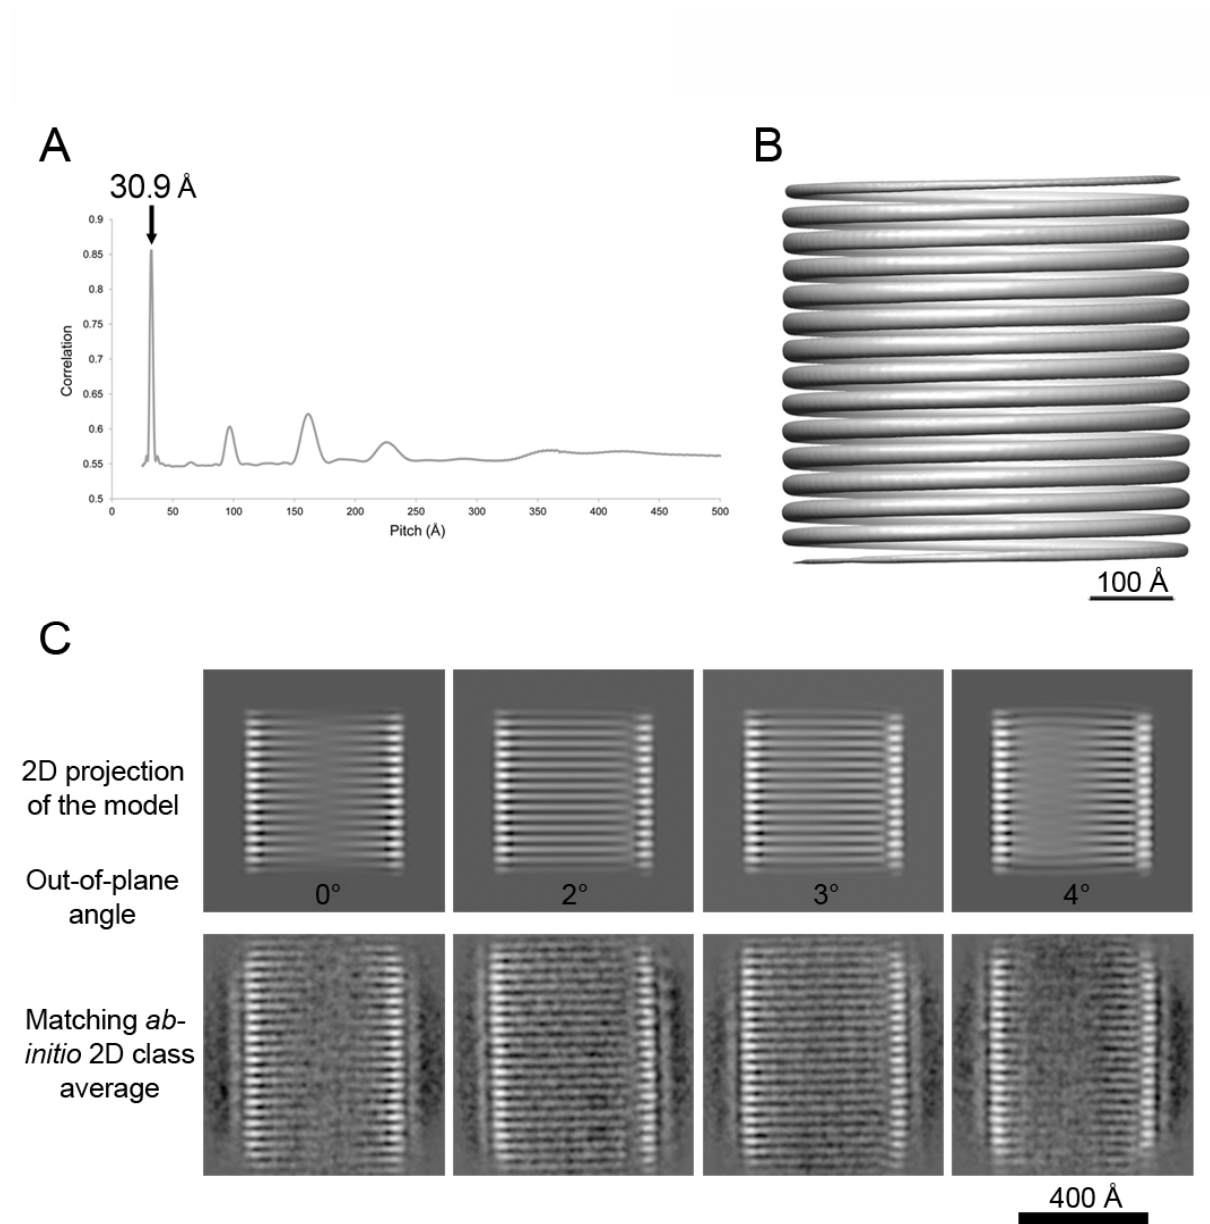 A
B
30.9 Å
0.9
0.85
0.8
0.75
0.7
0.65
0.6
0.55
0.5
Correlation
0 50 100 150 200 250 300 350 400 450 500
Pitch (Å)
100 Å
C
2D projection
of the model
Out-of-plane
angle
0° 2° 3° 4°
Matching ab-
initio 2D class
average
400 Å